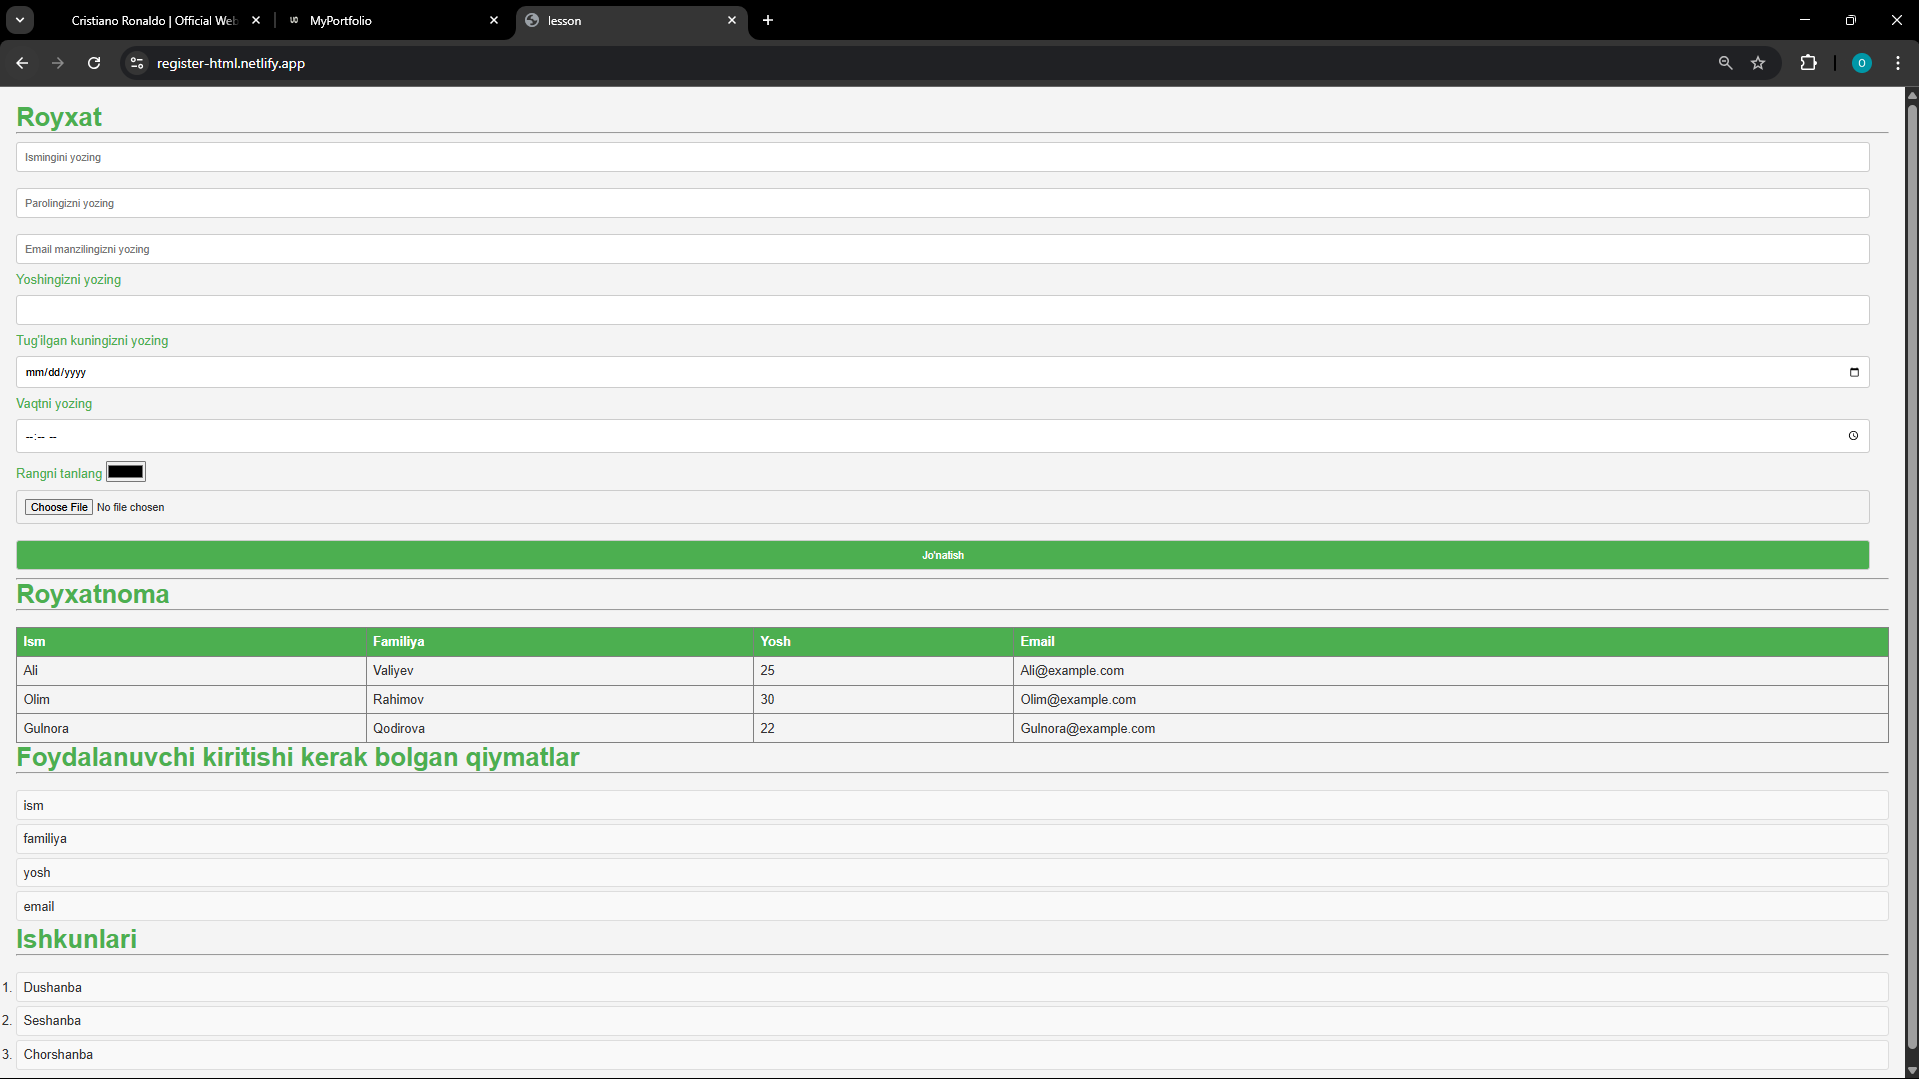 Cristiano Ronaldo | Official Web
UO MyPortfolio
lesson
register-html.netlify.app
O
Royxat
Ismingini yozing
Parolingizni yozing
Email manzilingizni yozing
Yoshingizni yozing
Tug'ilgan kuningizni yozing
mm/dd/yyyy
Vaqtni yozing
--:-- --
Rangni tanlang
Choose File No file chosen
Jo'natish
Royxatnoma
Ism Familiya Yosh Email
Ali Valiyev 25 Ali@example.com
Olim Rahimov 30 Olim@example.com
Gulnora Qodirova 22 Gulnora@example.com
Foydalanuvchi kiritishi kerak bolgan qiymatlar
ism
familiya
yosh
email
Ishkunlari
1. Dushanba
2. Seshanba
3. Chorshanba